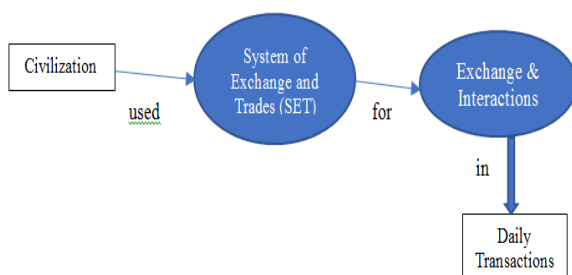 Civilization
used
System of
Exchange and
Trades (SET)
for
Exchange &
Interactions
in
Daily
Transactions